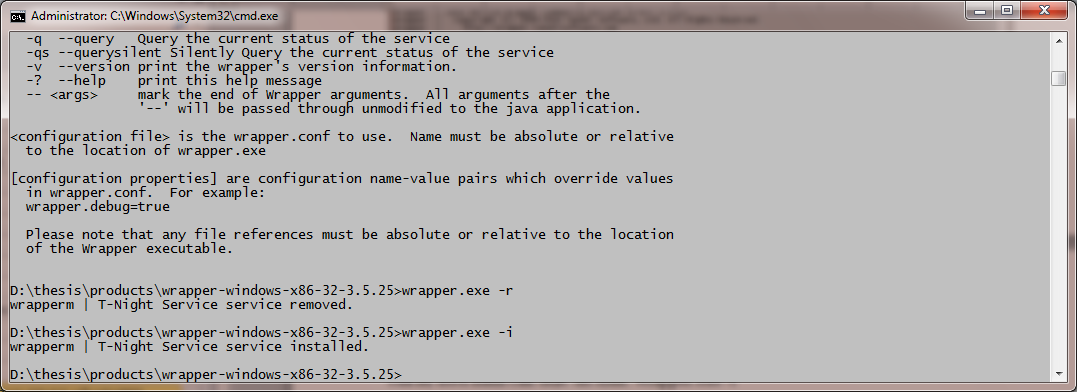 Administrator: C:\Windows\System32\cmd.exe
-q --query Query the current status of the service
-qs --querysilent Silently Query the current status of the service
-v --version print the wrapper's version information.
-? --help print this help message
-- <args> mark the end of Wrapper arguments. All arguments after the
'--' will be passed through unmodified to the java application.
<configuration file> is the wrapper.conf to use. Name must be absolute or relative
to the location of wrapper.exe
[configuration properties] are configuration name-value pairs which override values
in wrapper.conf. For example:
wrapper.debug=true
Please note that any file references must be absolute or relative to the location
of the Wrapper executable.
D:\thesis\products\wrapper-windows-x86-32-3.5.25>wrapper.exe -r
wrapperm | T-Night Service service removed.
D:\thesis\products\wrapper-windows-x86-32-3.5.25>wrapper.exe -i
wrapperm | T-Night Service service installed.
D:\thesis\products\wrapper-windows-x86-32-3.5.25>